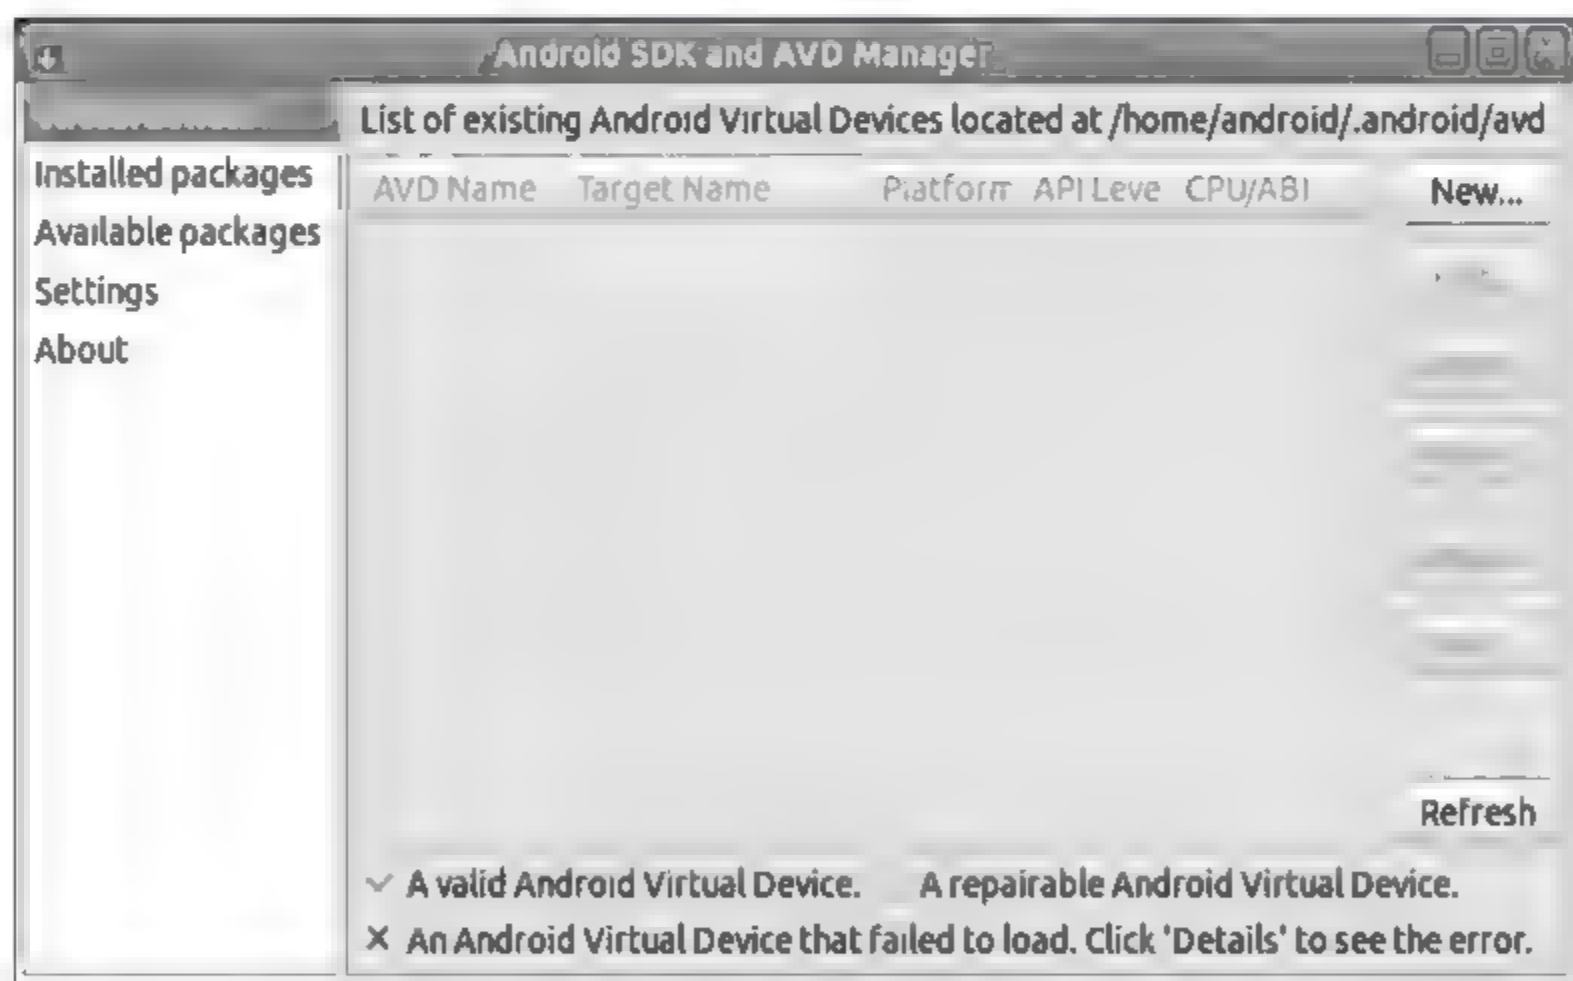 Android SDK and AVD Manager
List of existing Android Virtual Devices located at /home/android/.android/avd
Installed packages
Available packages
Settings
About
AVD Name Target Name Platform API Leve CPU/ABI
New...
Refresh
A valid Android Virtual Device. A repairable Android Virtual Device.
An Android Virtual Device that failed to load. Click 'Details' to see the error.